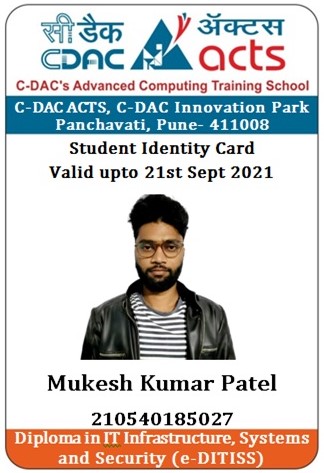 सी डैक ऐक्टस
CDAC acts
C-DAC's Advanced Computing Training School
C-DAC ACTS, C-DAC Innovation Park
Panchavati, Pune- 411008
Student Identity Card
Valid upto 21st Sept 2021
Mukesh Kumar Patel
210540185027
Diploma in IT Infrastructure, Systems
and Security (e-DITISS)